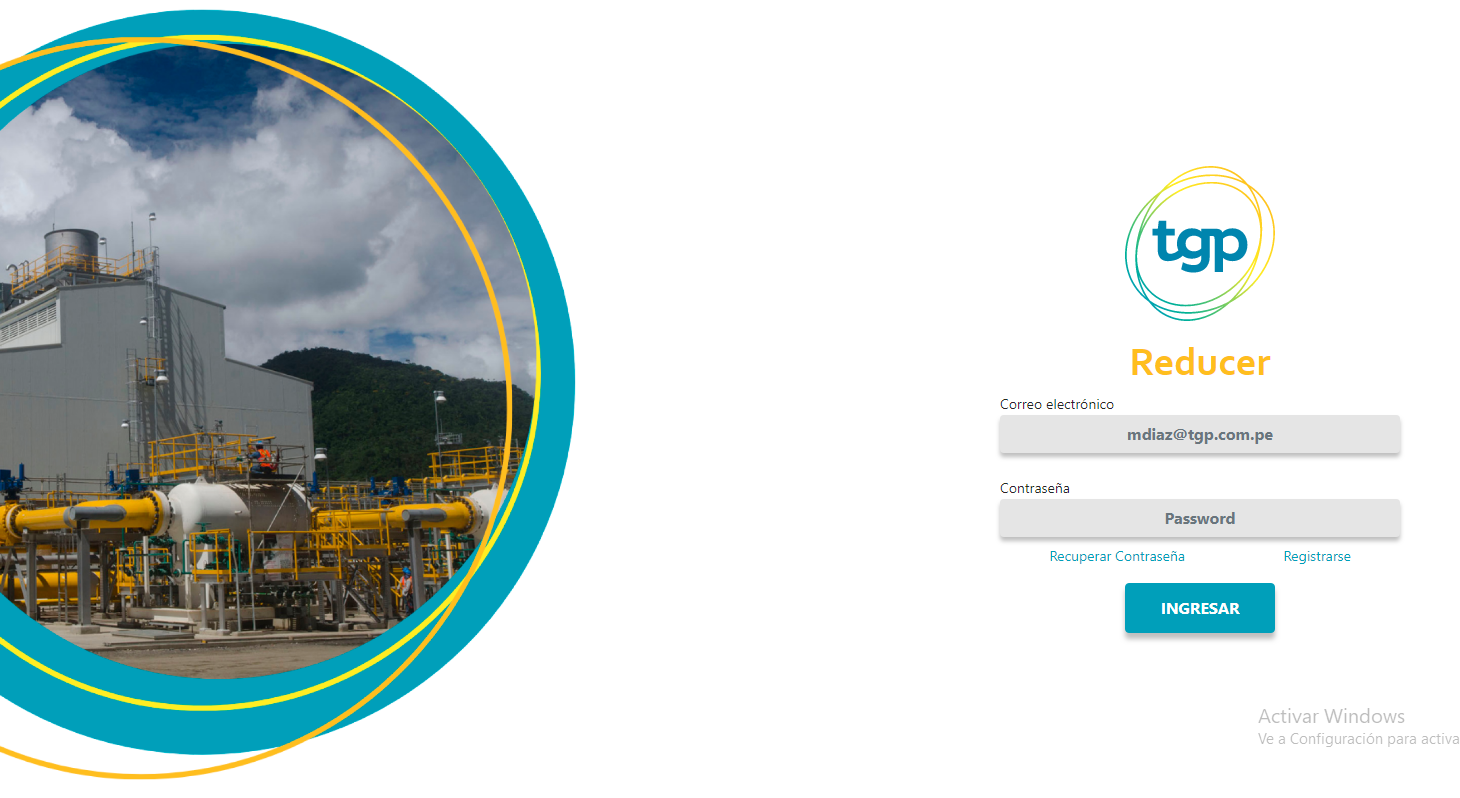 tgp
Reducer
Correo electrónico
mdiaz@tgp.com.pe
Contraseña
Password
Recuperar Contraseña
Registrarse
INGRESAR
Activar Windows
Ve a Configuración para activa